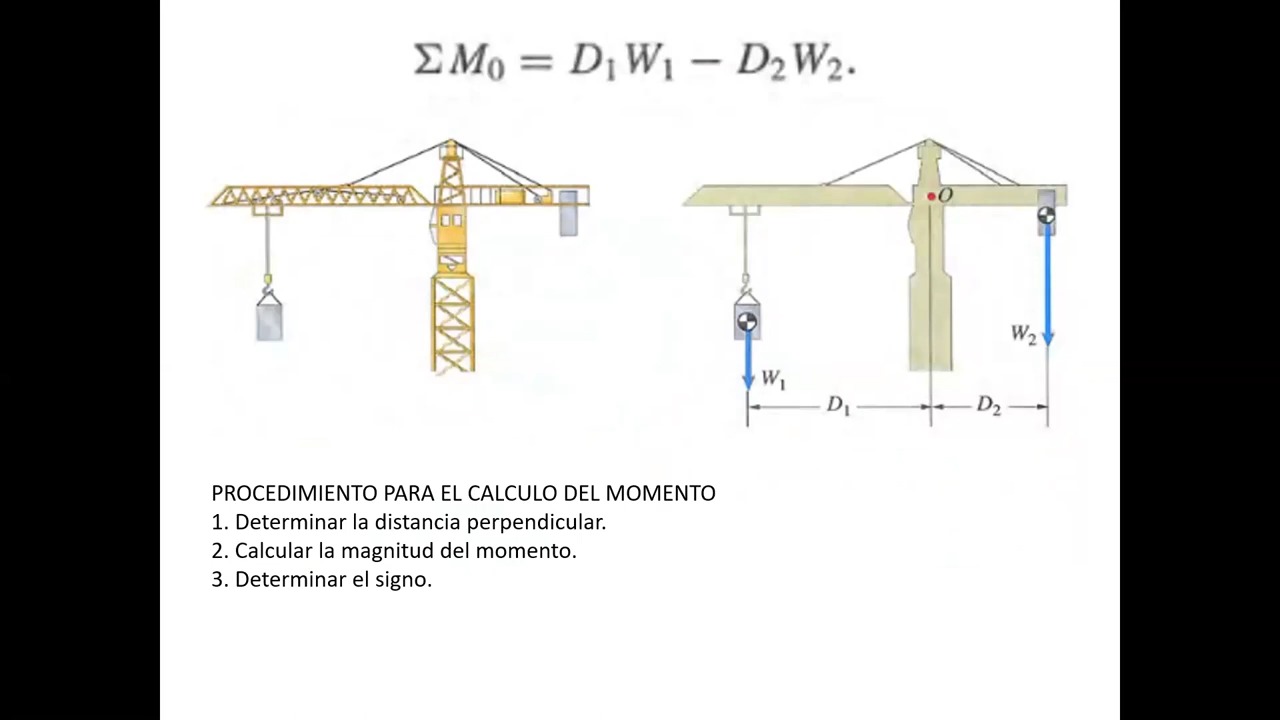 ΣM₀ = D₁W₁ − D₂W₂.
O
W₂
W₁
D₁
D₂
PROCEDIMIENTO PARA EL CALCULO DEL MOMENTO
1. Determinar la distancia perpendicular.
2. Calcular la magnitud del momento.
3. Determinar el signo.